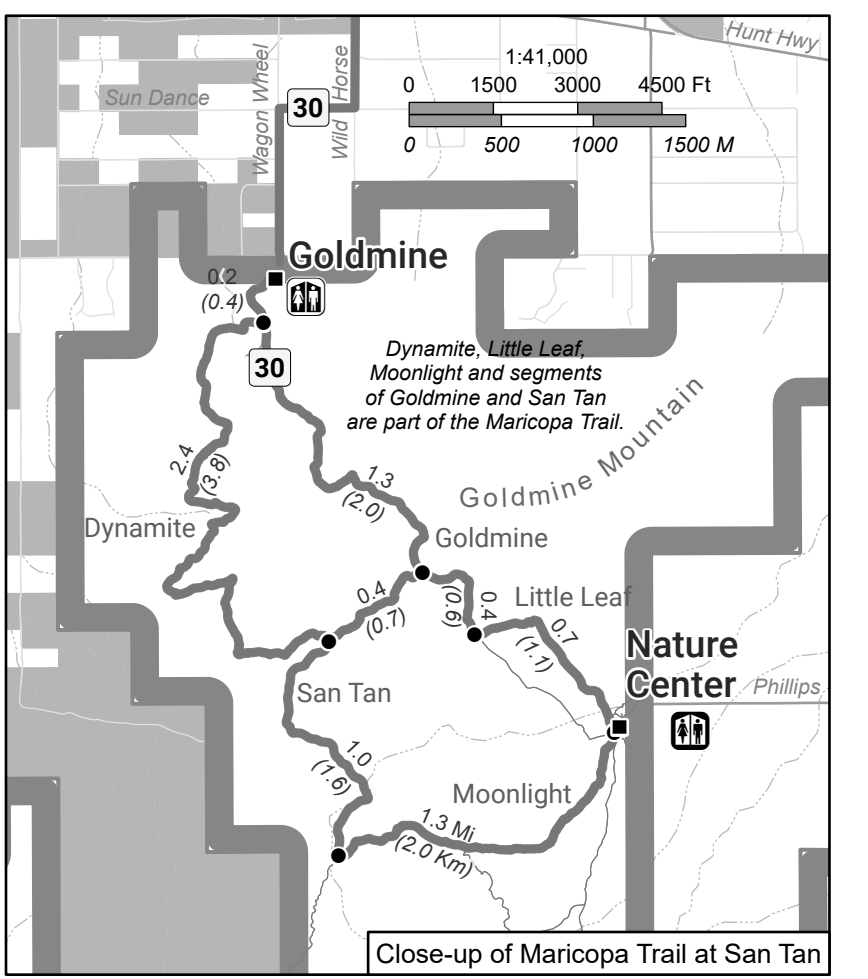 Hunt Hwy
1:41,000
0 1500 3000 4500 Ft
0 500 1000 1500 M
Sun Dance
Wagon Wheel
Wild Horse
30
Goldmine
0.2
(0.4)
30
Dynamite, Little Leaf,
Moonlight and segments
of Goldmine and San Tan
are part of the Maricopa Trail.
Goldmine Mountain
2.4
(3.8)
1.3
(2.0)
Dynamite
Goldmine
0.4
(0.7)
0.4
(0.6)
Little Leaf
0.7
(1.1)
Nature
Center
Phillips
San Tan
1.0
(1.6)
Moonlight
1.3 Mi
(2.0 Km)
Close-up of Maricopa Trail at San Tan